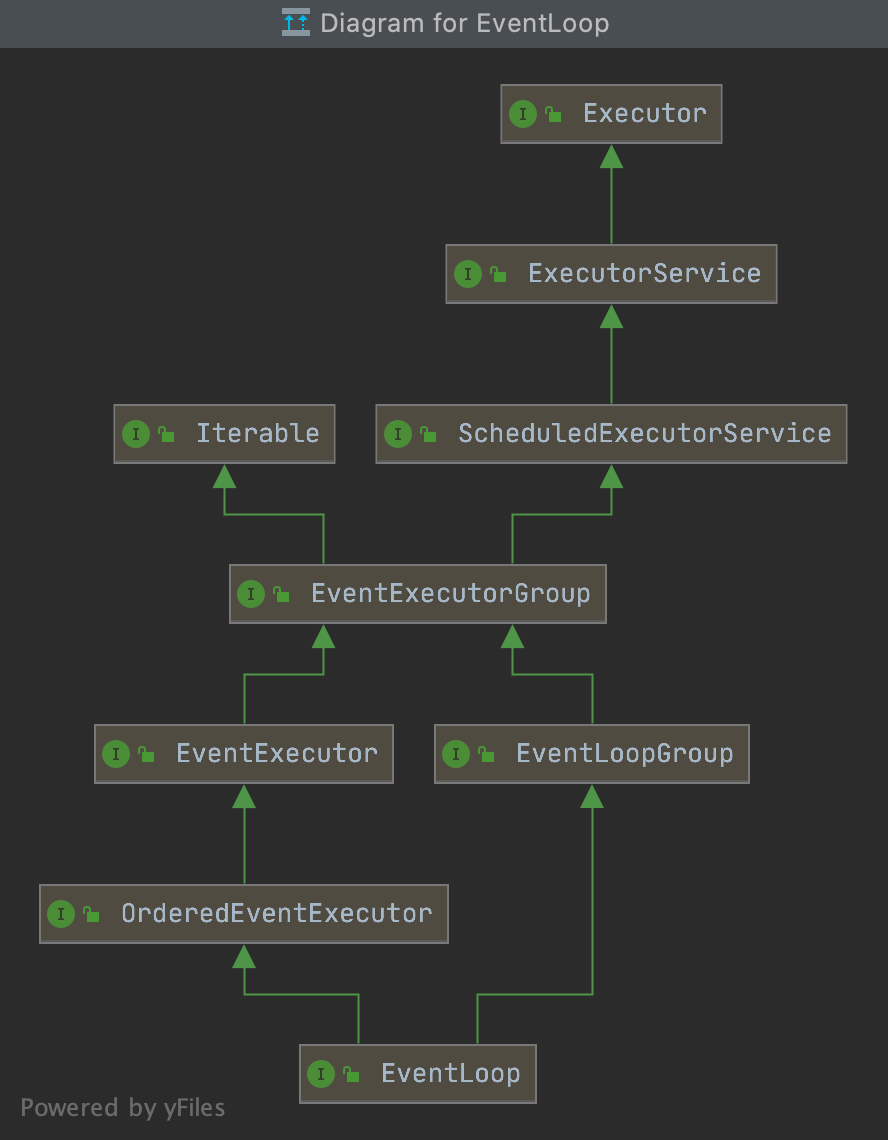 Diagram for EventLoop
I Executor
I ExecutorService
I Iterable
I ScheduledExecutorService
I EventExecutorGroup
I EventExecutor
I EventLoopGroup
I OrderedEventExecutor
I EventLoop
Powered by yFiles